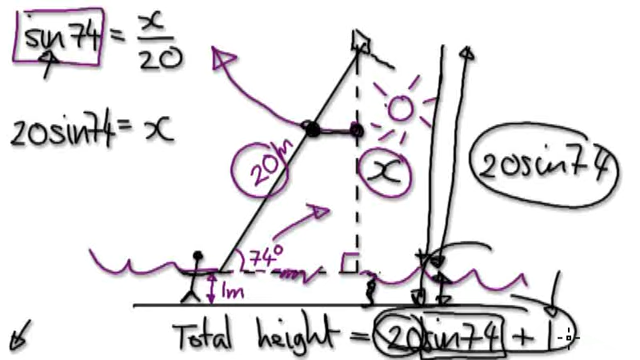 sin74 = x/20
20sin74 = x
20m
x
20sin74
74°
1m
Total height = 20sin74 + 1